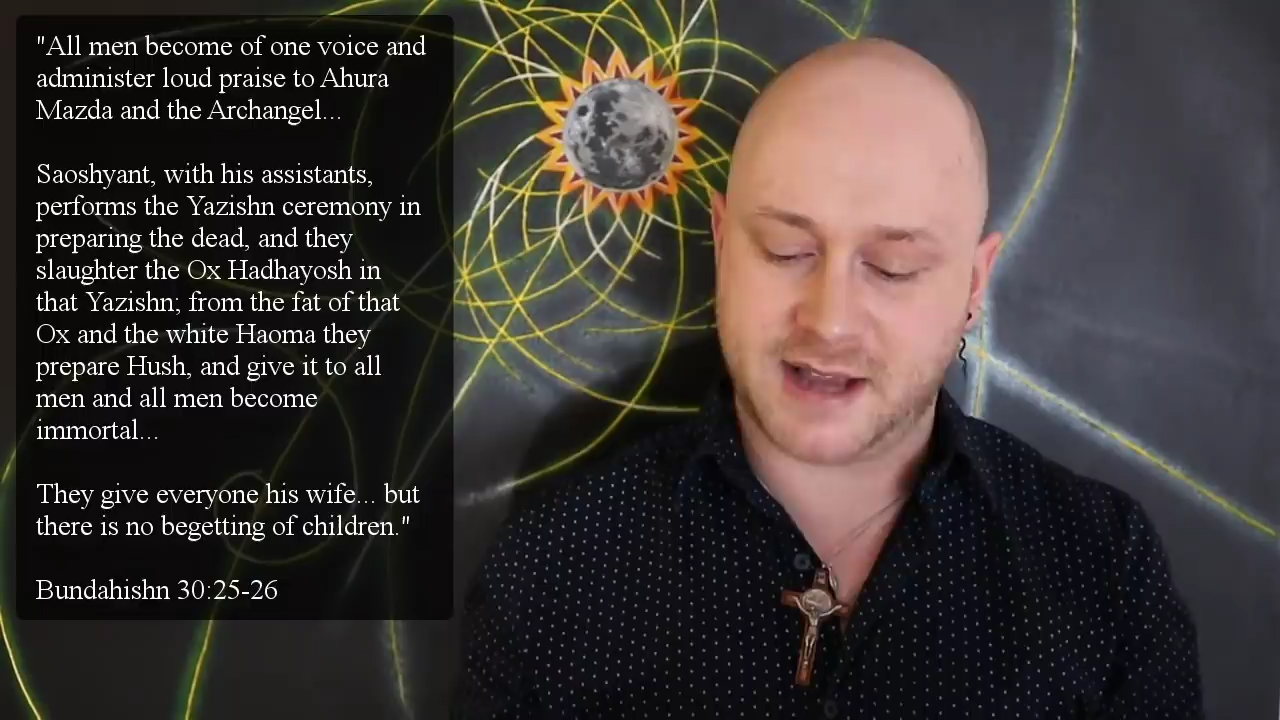 "All men become of one voice and
administer loud praise to Ahura
Mazda and the Archangel...
Saoshyant, with his assistants,
performs the Yazishn ceremony in
preparing the dead, and they
slaughter the Ox Hadhayosh in
that Yazishn; from the fat of that
Ox and the white Haoma they
prepare Hush, and give it to all
men and all men become
immortal...
They give everyone his wife... but
there is no begetting of children."
Bundahishn 30:25-26